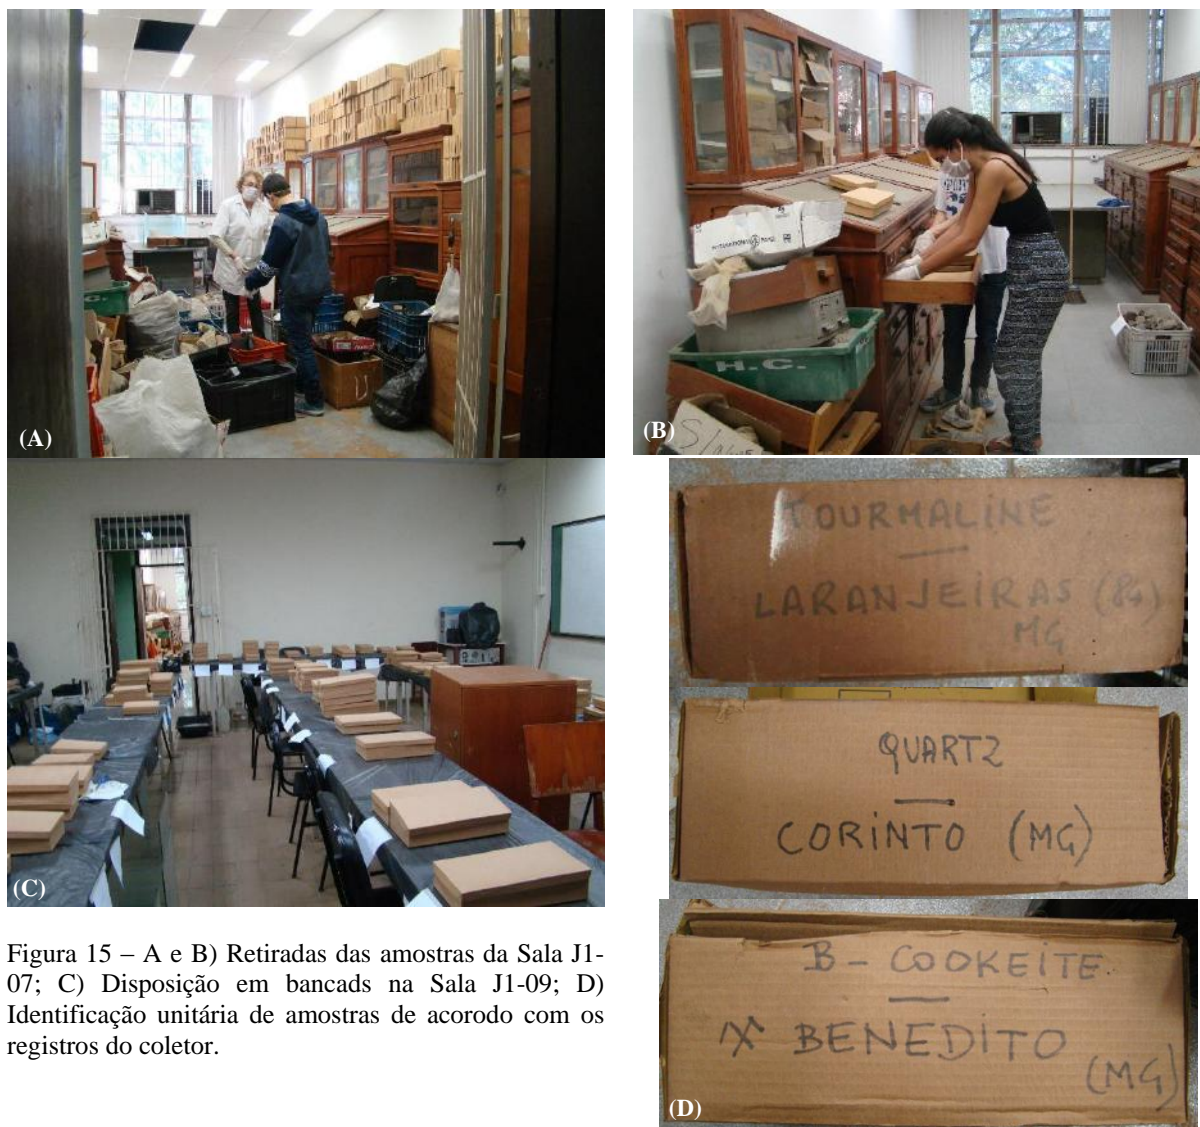 H.C.
(A)
H.C.
(B)
(C)
TOURMALINE
LARANJEIRAS (84)
MG
QUARTZ
CORINTO (MG)
B - COOKEITE
X BENEDITO
(MG)
(D)
Figura 15 – A e B) Retiradas das amostras da Sala J1-
07; C) Disposição em bancads na Sala J1-09; D)
Identificação unitária de amostras de acorodo com os
registros do coletor.